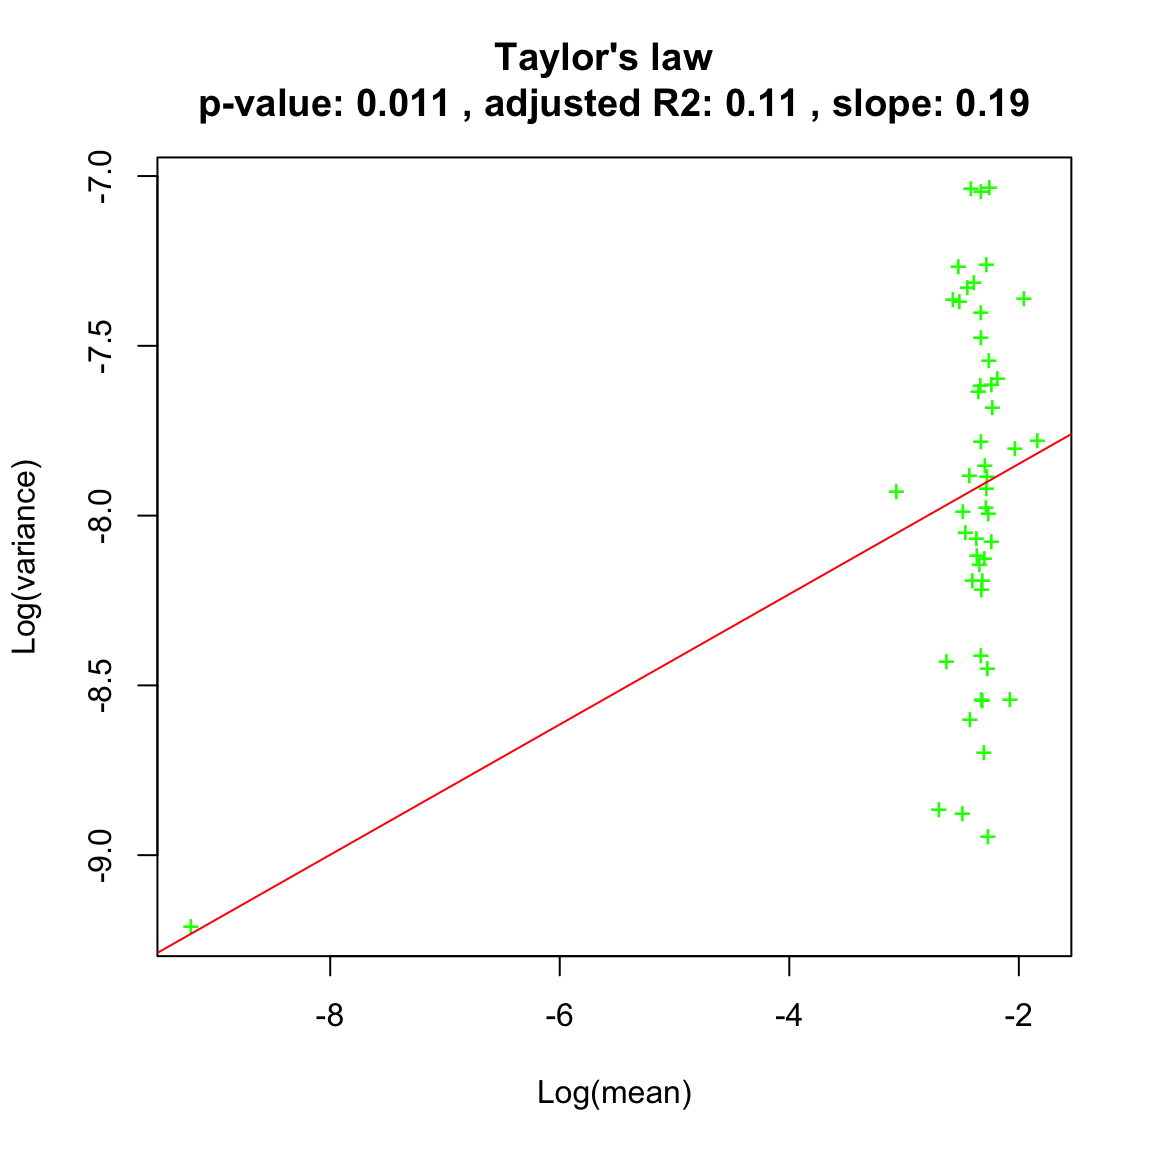 Taylor's law
p-value: 0.011 , adjusted R2: 0.11 , slope: 0.19
-7.0
-7.5
-8.0
-8.5
-9.0
Log(variance)
-8 -6 -4 -2
Log(mean)